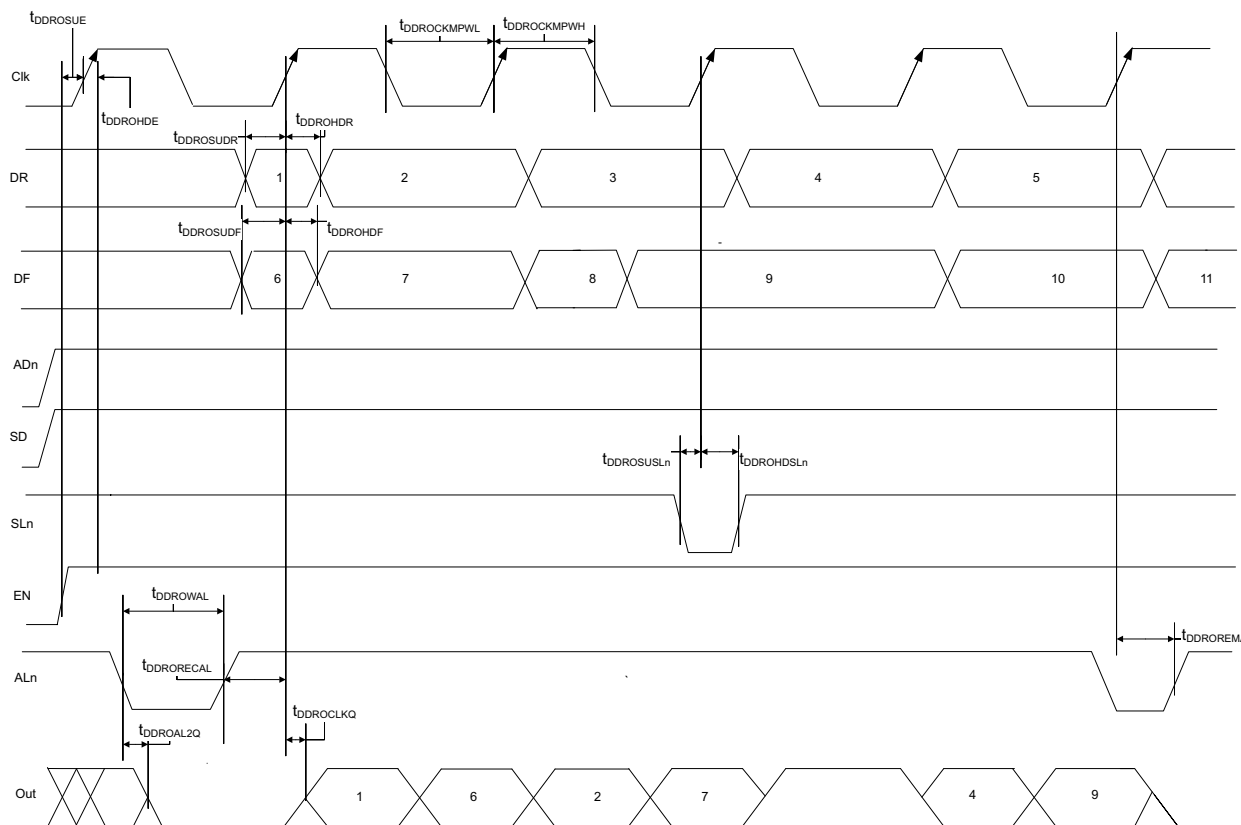 tDDROSUE
tDDROCKMPWL
tDDROCKMPWH
Clk
tDDROHDE
tDDROSUDR
tDDROHDR
DR
1
2
3
4
5
tDDROSUDF
tDDROHDF
DF
6
7
8
9
10
11
ADn
SD
tDDROSUSLn
tDDROHDSLn
SLn
EN
tDDROWAL
tDDROREMA
ALn
tDDRORECAL
tDDROCLKQ
tDDROAL2Q
Out
1
6
2
7
4
9